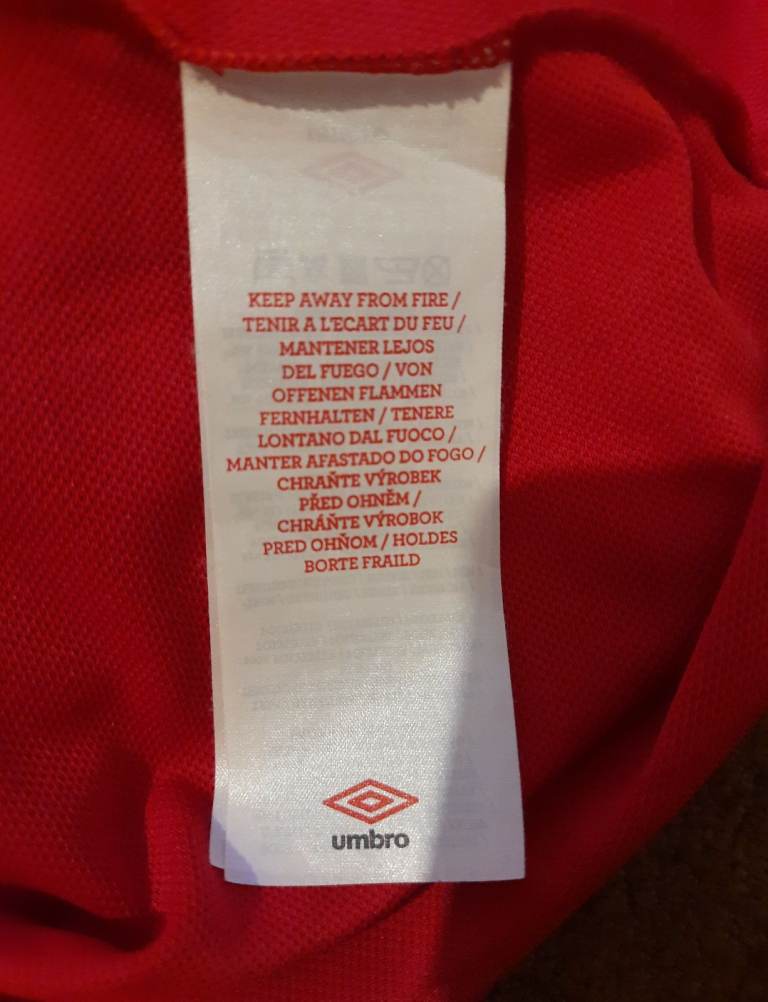 KEEP AWAY FROM FIRE /
TENIR A L'ECART DU FEU /
MANTENER LEJOS
DEL FUEGO / VON
OFFENEN FLAMMEN
FERNHALTEN / TENERE
LONTANO DAL FUOCO /
MANTER AFASTADO DO FOGO /
CHRAŇTE VÝROBEK
PŘED OHNĚM /
CHRÁŇTE VÝROBOK
PRED OHŇOM / HOLDES
BORTE FRAILD
umbro